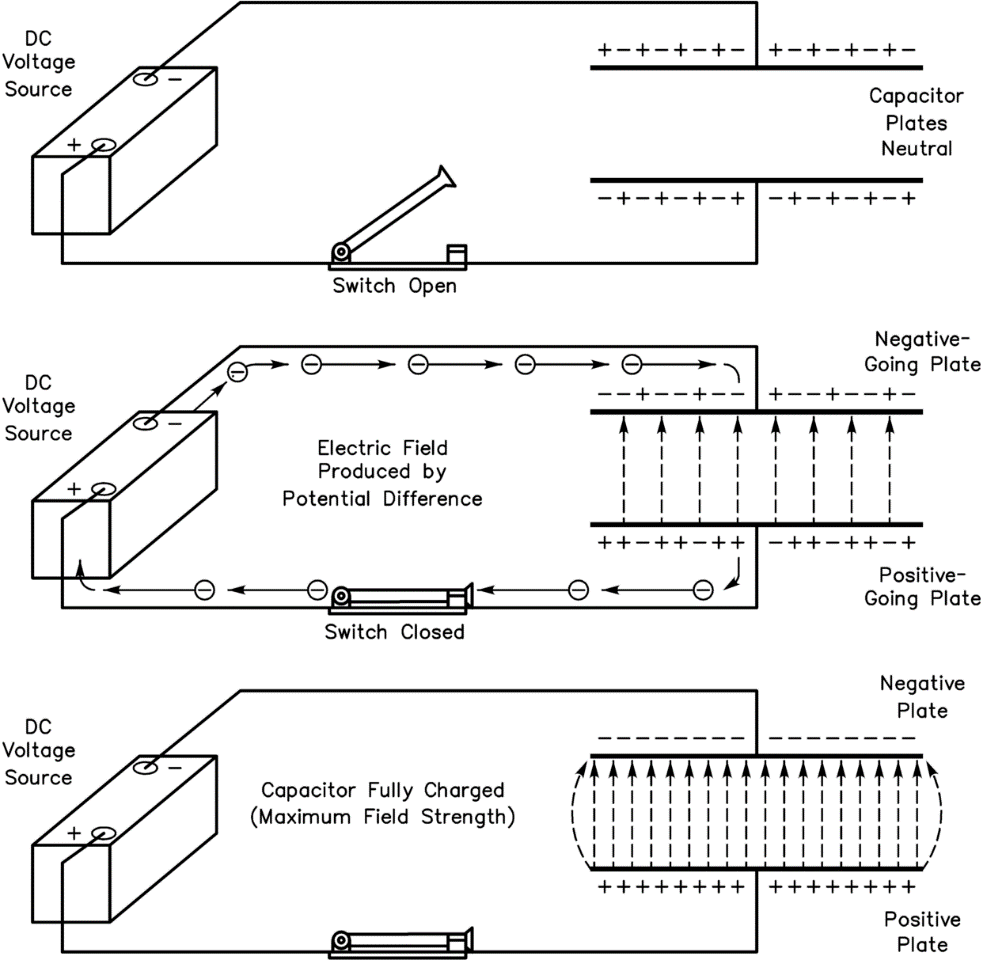 DC
Voltage
Source
−
+
+−+−+−+− −+−+−+−+−
Capacitor
Plates
Neutral
−+−+−+−+ −+−+−+−+
Switch Open
Negative-
Going Plate
DC
Voltage
Source
−
+
− − − − −
−−+−−+−− +−−+−−+−
Electric Field
Produced by
Potential Difference
++−++−++ −++−++−+
Positive-
Going Plate
− − − −
Switch Closed
Negative
Plate
DC
Voltage
Source
−
+
−−−−−−−− −−−−−−−−
Capacitor Fully Charged
(Maximum Field Strength)
++++++++ ++++++++
Positive
Plate